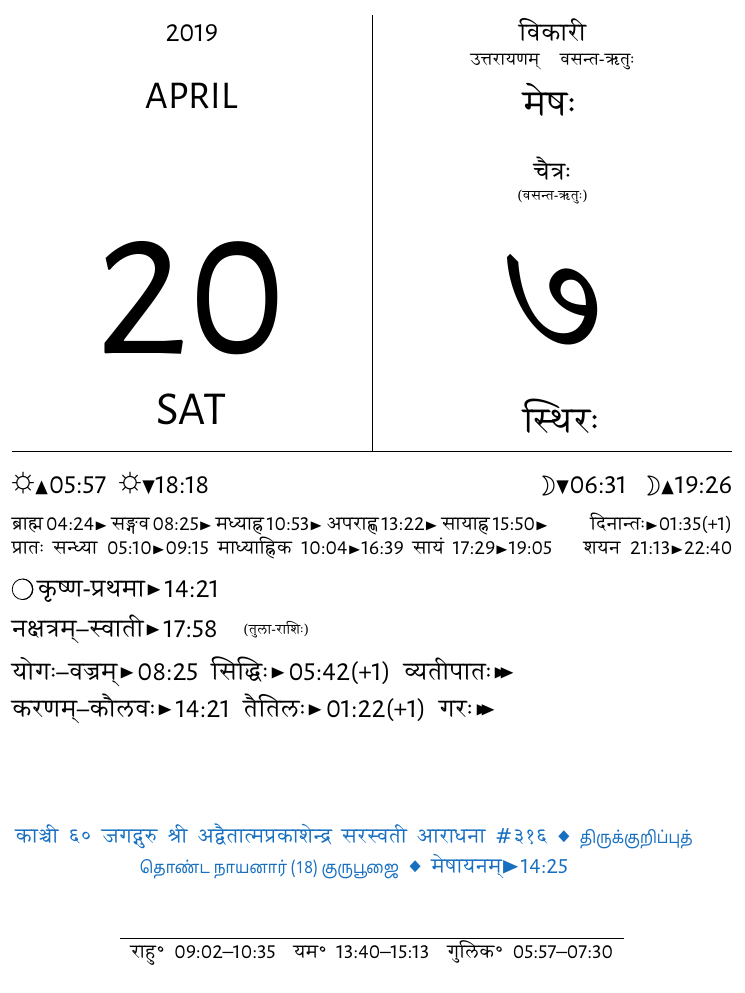 2019
APRIL
20
SAT
विकारी
उत्तरायणम् वसन्त-ऋतुः
मेषः
चैत्रः
(वसन्त-ऋतुः)
७
स्थिरः
☼▲05:57 ☼▼18:18 ☽▼06:31 ☽▲19:26
ब्राह्म 04:24► सङ्गव 08:25► मध्याह्न 10:53► अपराह्ण 13:22► सायाह्न 15:50► दिनान्तः►01:35(+1)
प्रातः सन्ध्या 05:10►09:15 माध्याह्निक 10:04►16:39 सायं 17:29►19:05 शयन 21:13►22:40
◯ कृष्ण-प्रथमा►14:21
नक्षत्रम्–स्वाती►17:58 (तुला-राशिः)
योगः–वज्रम्►08:25 सिद्धिः►05:42(+1) व्यतीपातः►►
करणम्–कौलवः►14:21 तैतिलः►01:22(+1) गरः►►
काञ्ची ६० जगद्गुरु श्री अद्वैतात्मप्रकाशेन्द्र सरस्वती आराधना #३१६ ◆ திருக்குறிப்புத்
தொண்ட நாயனார் (18) குருபூஜை ◆ मेषायनम्►14:25
राहु° 09:02–10:35 यम° 13:40–15:13 गुलिक° 05:57–07:30